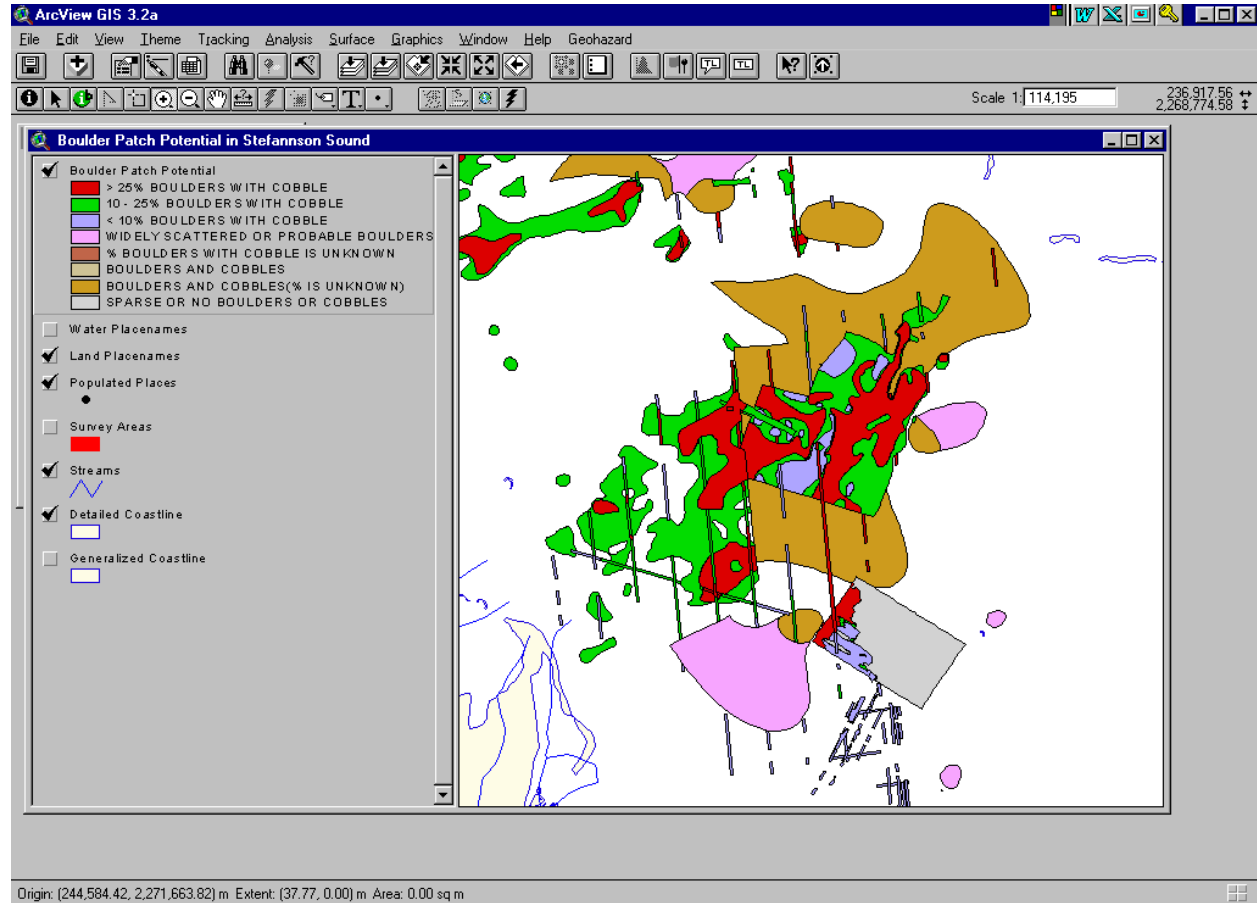 ArcView GIS 3.2a
File Edit View Theme Tracking Analysis Surface Graphics Window Help Geohazard
TL TL
T
Scale 1: 114,195
236,917.56
2,268,774.58
Boulder Patch Potential in Stefannson Sound
Boulder Patch Potential
> 25% BOULDERS WITH COBBLE
10 - 25% BOULDERS WITH COBBLE
< 10% BOULDERS WITH COBBLE
WIDELY SCATTERED OR PROBABLE BOULDERS
% BOULDERS WITH COBBLE IS UNKNOWN
BOULDERS AND COBBLES
BOULDERS AND COBBLES(% IS UNKNOWN)
SPARSE OR NO BOULDERS OR COBBLES
Water Placenames
Land Placenames
Populated Places
Survey Areas
Streams
Detailed Coastline
Generalized Coastline
Origin: (244,584.42, 2,271,663.82) m Extent: (37.77, 0.00) m Area: 0.00 sq m